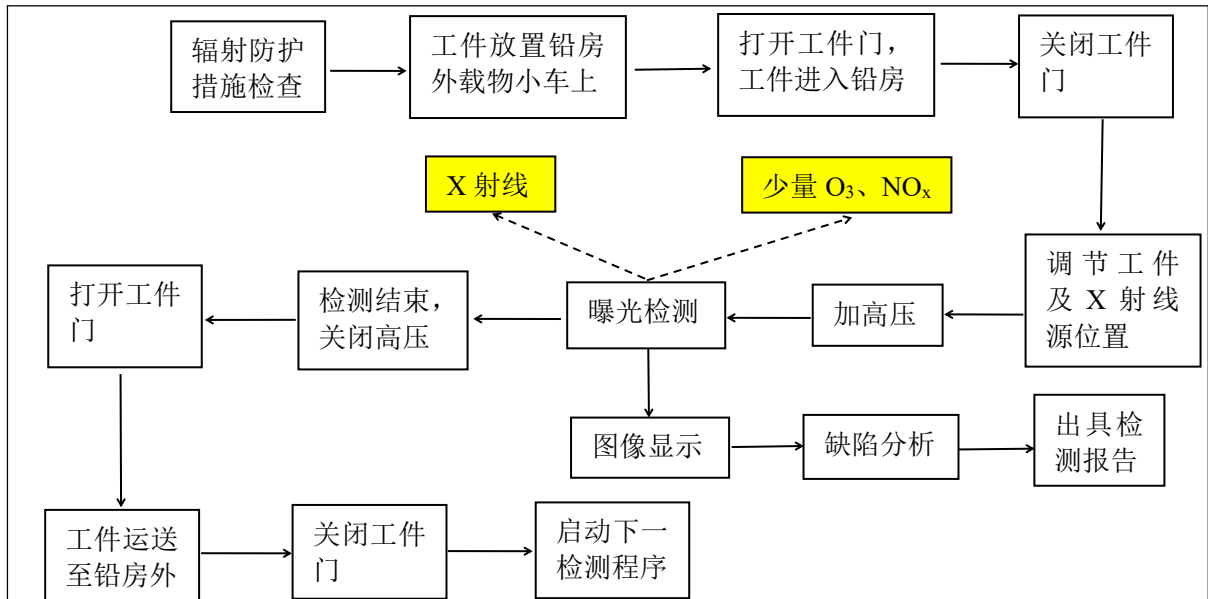 辐射防护
措施检查
工件放置铅房
外载物小车上
打开工件门，
工件进入铅房
关闭工件
门
X 射线
少量 O₃、NOₓ
调节工件
及 X 射线
源位置
加高压
曝光检测
检测结束，
关闭高压
打开工件
门
图像显示
缺陷分析
出具检
测报告
工件运送
至铅房外
关闭工件
门
启动下一
检测程序